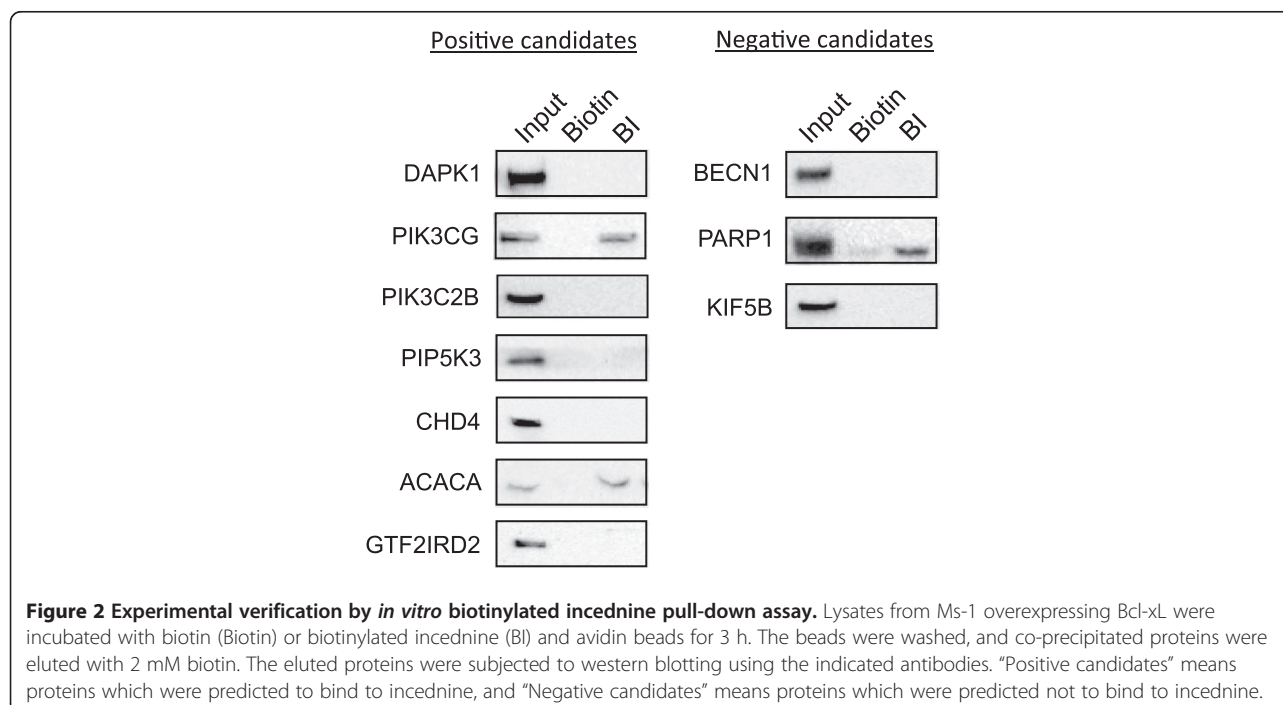 Positive candidates
Input Biotin BI
DAPK1
PIK3CG
PIK3C2B
PIP5K3
CHD4
ACACA
GTF2IRD2
Negative candidates
Input Biotin BI
BECN1
PARP1
KIF5B
Figure 2 Experimental verification by in vitro biotinylated incednine pull-down assay. Lysates from Ms-1 overexpressing Bcl-xL were
incubated with biotin (Biotin) or biotinylated incednine (BI) and avidin beads for 3 h. The beads were washed, and co-precipitated proteins were
eluted with 2 mM biotin. The eluted proteins were subjected to western blotting using the indicated antibodies. “Positive candidates” means
proteins which were predicted to bind to incednine, and “Negative candidates” means proteins which were predicted not to bind to incednine.